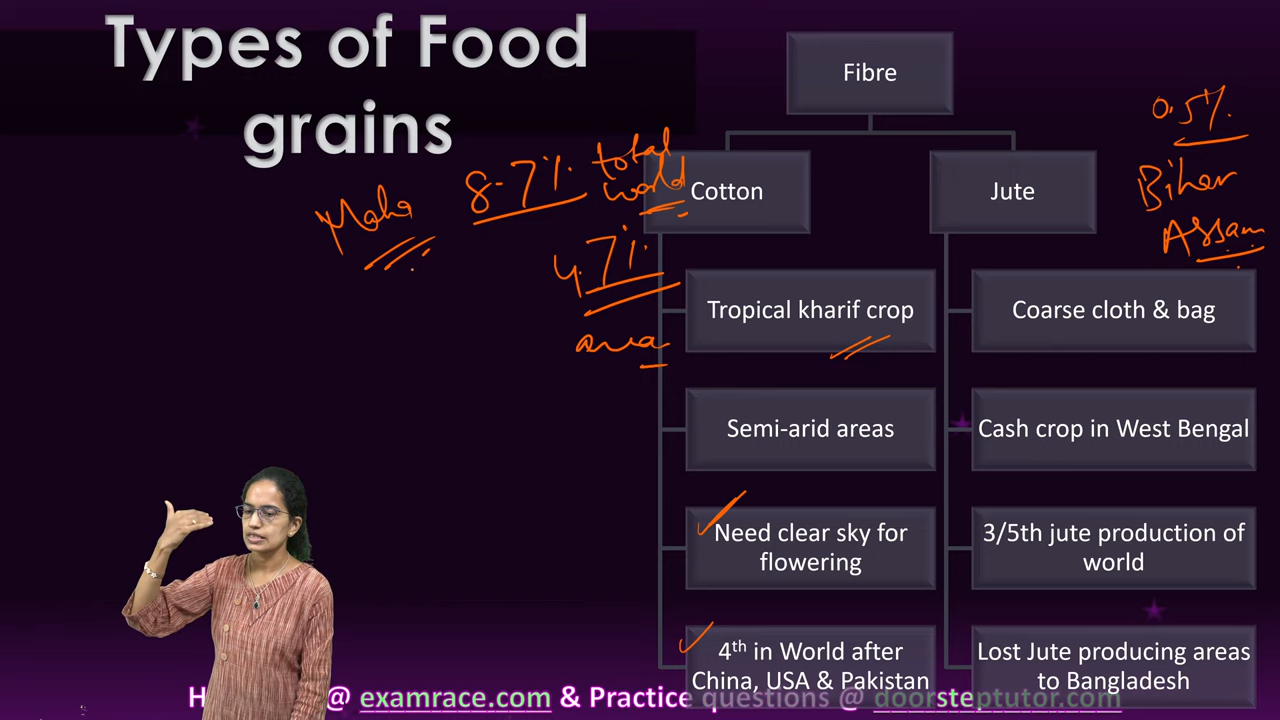 Types of Food
grains
Fibre
0.5%
Bihar
Assam
Maha
8.7% total
world
4.7%
area
Cotton
Jute
Tropical kharif crop
Coarse cloth & bag
Semi-arid areas
Cash crop in West Bengal
Need clear sky for
flowering
3/5th jute production of
world
4th in World after
China, USA & Pakistan
Lost Jute producing areas
to Bangladesh
@ examrace.com & Practice questions @ doorsteptutor.com